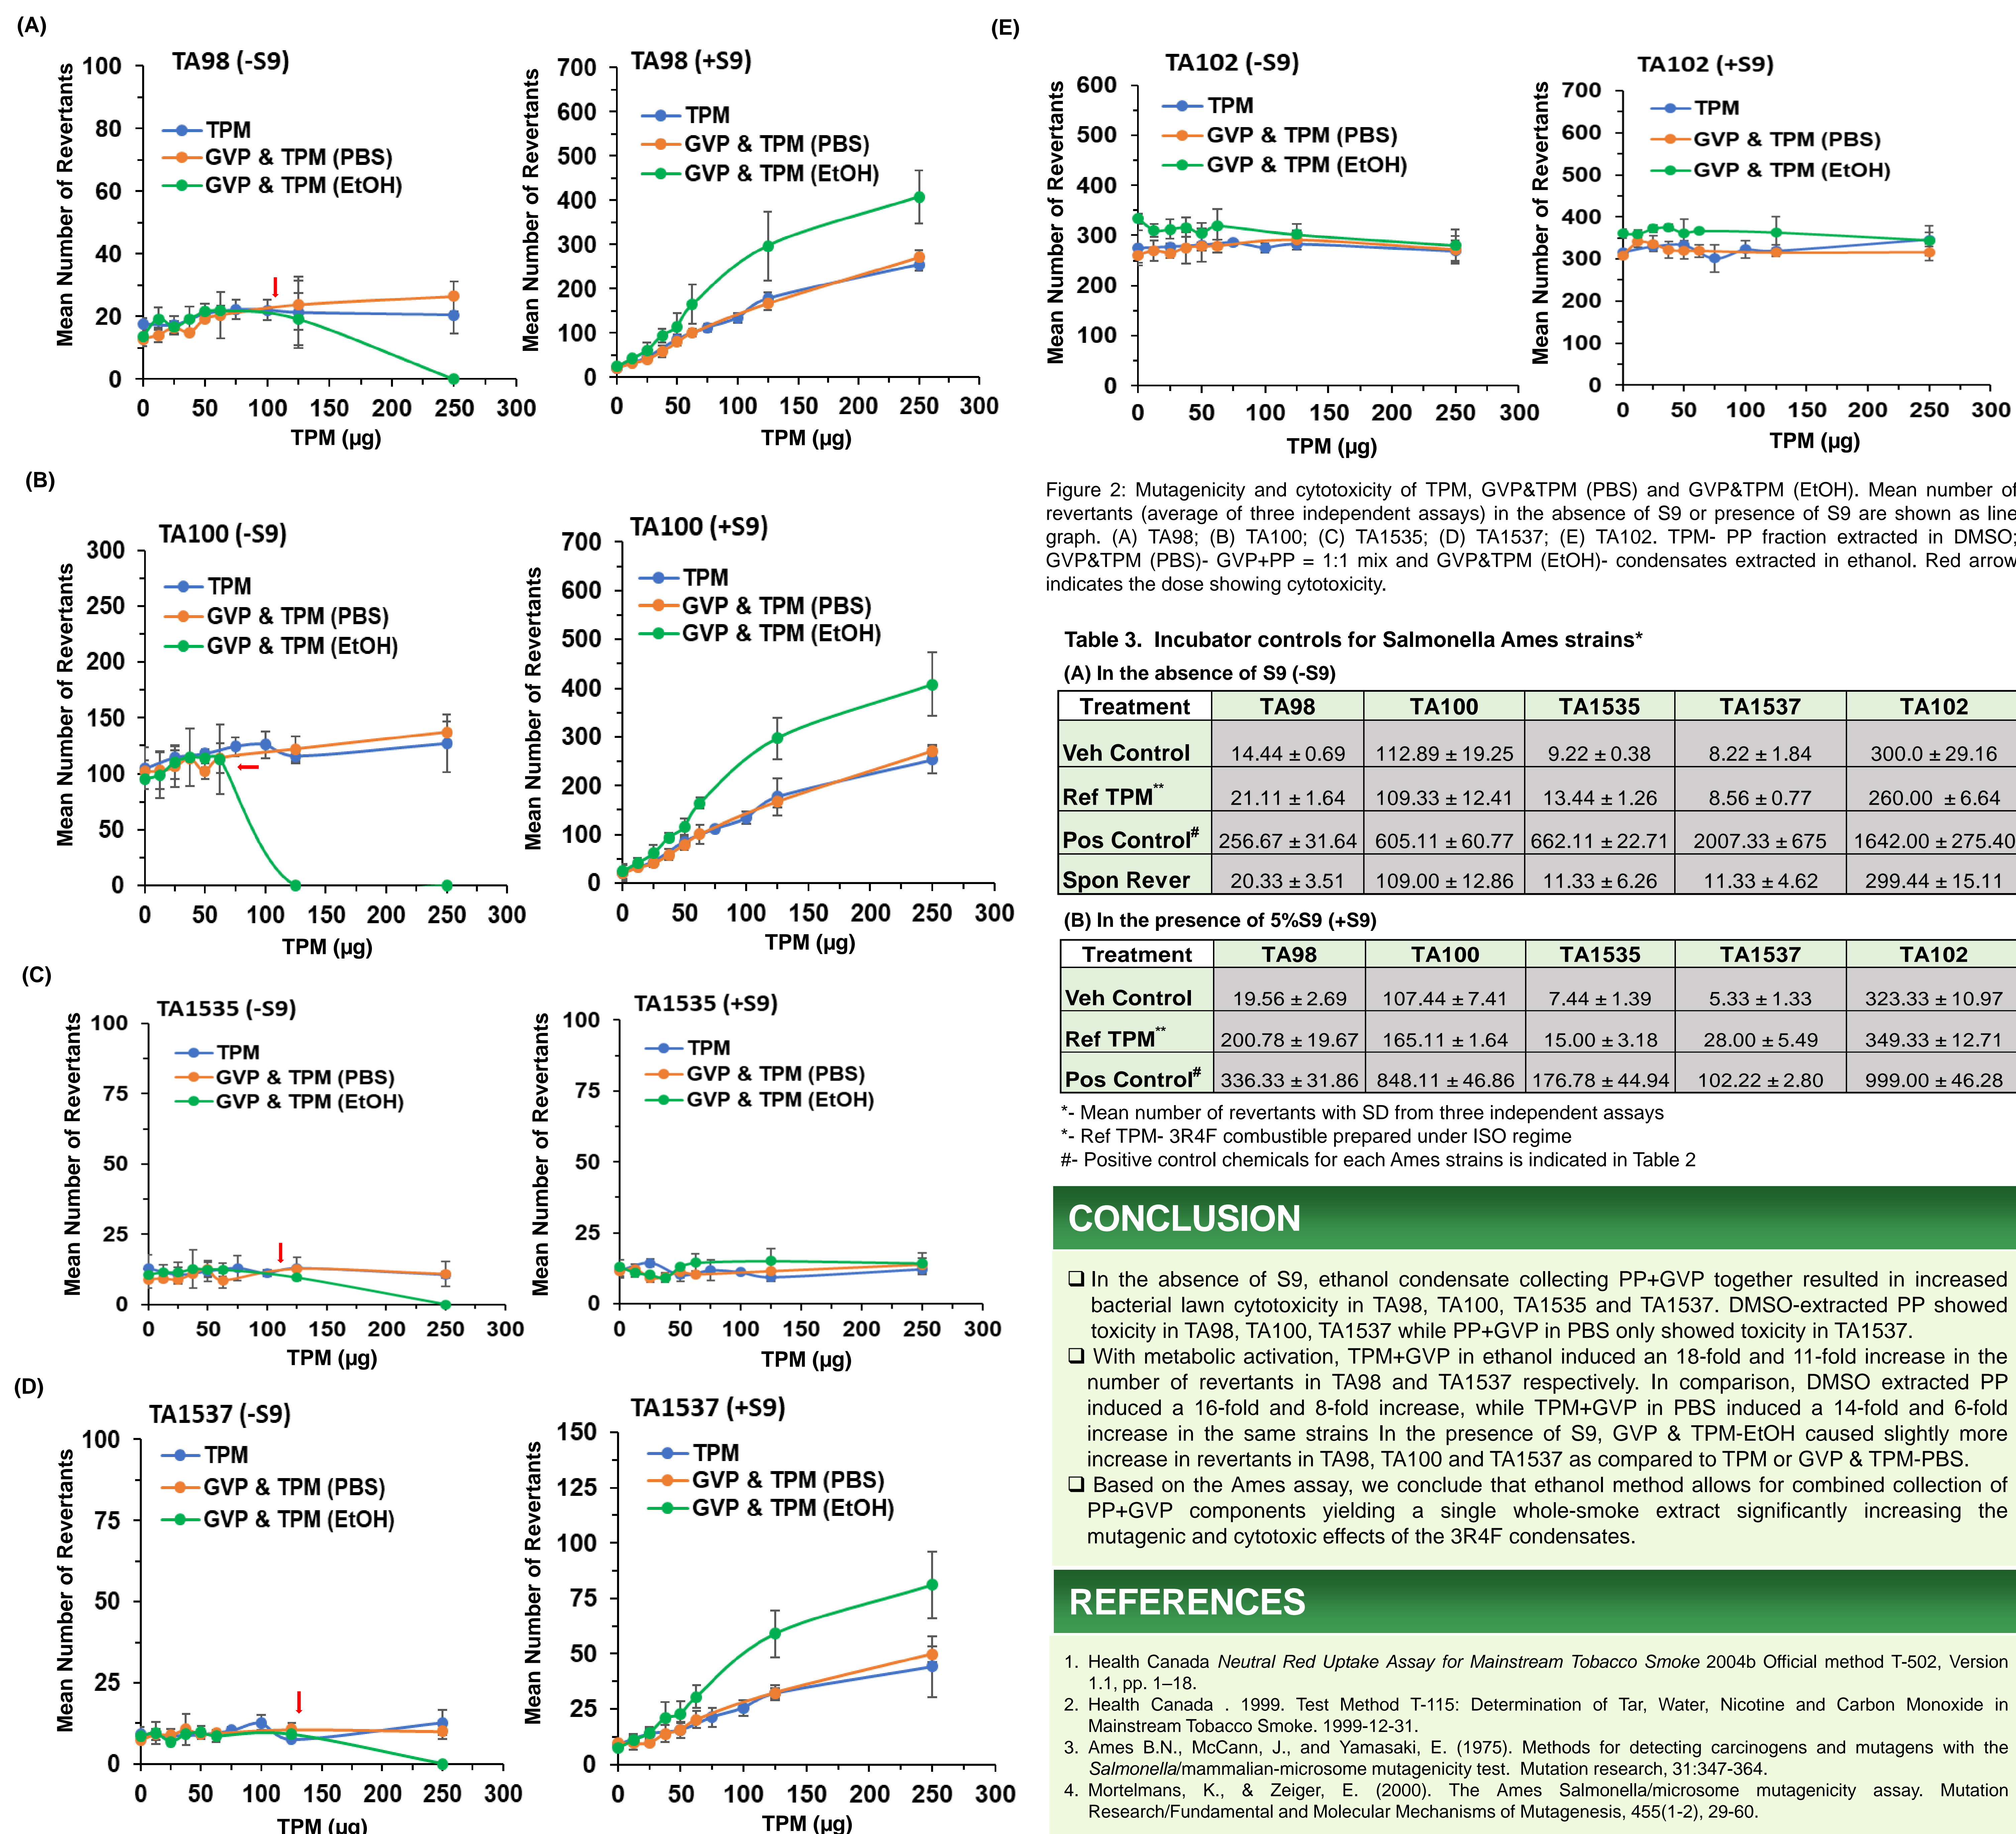 (A)
TA98 (-S9)
Mean Number of Revertants
100
80
60
40
20
0
TPM
GVP & TPM (PBS)
GVP & TPM (EtOH)
0 50 100 150 200 250 300
TPM (µg)
TA98 (+S9)
Mean Number of Revertants
700
600
500
400
300
200
100
0
TPM
GVP & TPM (PBS)
GVP & TPM (EtOH)
0 50 100 150 200 250 300
TPM (µg)
(B)
TA100 (-S9)
Mean Number of Revertants
300
250
200
150
100
50
0
TPM
GVP & TPM (PBS)
GVP & TPM (EtOH)
0 50 100 150 200 250 300
TPM (µg)
TA100 (+S9)
Mean Number of Revertants
700
600
500
400
300
200
100
0
TPM
GVP & TPM (PBS)
GVP & TPM (EtOH)
0 50 100 150 200 250 300
TPM (µg)
(C)
TA1535 (-S9)
Mean Number of Revertants
100
75
50
25
0
TPM
GVP & TPM (PBS)
GVP & TPM (EtOH)
0 50 100 150 200 250 300
TPM (µg)
TA1535 (+S9)
Mean Number of Revertants
100
75
50
25
0
TPM
GVP & TPM (PBS)
GVP & TPM (EtOH)
0 50 100 150 200 250 300
TPM (µg)
(D)
TA1537 (-S9)
Mean Number of Revertants
100
75
50
25
0
TPM
GVP & TPM (PBS)
GVP & TPM (EtOH)
0 50 100 150 200 250 300
TPM (µg)
TA1537 (+S9)
Mean Number of Revertants
150
125
100
75
50
25
0
TPM
GVP & TPM (PBS)
GVP & TPM (EtOH)
0 50 100 150 200 250 300
TPM (µg)
(E)
TA102 (-S9)
Mean Number of Revertants
600
500
400
300
200
100
0
TPM
GVP & TPM (PBS)
GVP & TPM (EtOH)
0 50 100 150 200 250 300
TPM (µg)
TA102 (+S9)
Mean Number of Revertants
700
600
500
400
300
200
100
0
TPM
GVP & TPM (PBS)
GVP & TPM (EtOH)
0 50 100 150 200 250 300
TPM (µg)
Figure 2: Mutagenicity and cytotoxicity of TPM, GVP&TPM (PBS) and GVP&TPM (EtOH). Mean number of
revertants (average of three independent assays) in the absence of S9 or presence of S9 are shown as line
graph. (A) TA98; (B) TA100; (C) TA1535; (D) TA1537; (E) TA102. TPM- PP fraction extracted in DMSO;
GVP&TPM (PBS)- GVP+PP = 1:1 mix and GVP&TPM (EtOH)- condensates extracted in ethanol. Red arrow
indicates the dose showing cytotoxicity.
Table 3. Incubator controls for Salmonella Ames strains*
(A) In the absence of S9 (-S9)
Treatment TA98 TA100 TA1535 TA1537 TA102
Veh Control 14.44 ± 0.69 112.89 ± 19.25 9.22 ± 0.38 8.22 ± 1.84 300.0 ± 29.16
Ref TPM** 21.11 ± 1.64 109.33 ± 12.41 13.44 ± 1.26 8.56 ± 0.77 260.00 ± 6.64
Pos Control# 256.67 ± 31.64 605.11 ± 60.77 662.11 ± 22.71 2007.33 ± 675 1642.00 ± 275.40
Spon Rever 20.33 ± 3.51 109.00 ± 12.86 11.33 ± 6.26 11.33 ± 4.62 299.44 ± 15.11
(B) In the presence of 5%S9 (+S9)
Treatment TA98 TA100 TA1535 TA1537 TA102
Veh Control 19.56 ± 2.69 107.44 ± 7.41 7.44 ± 1.39 5.33 ± 1.33 323.33 ± 10.97
Ref TPM** 200.78 ± 19.67 165.11 ± 1.64 15.00 ± 3.18 28.00 ± 5.49 349.33 ± 12.71
Pos Control# 336.33 ± 31.86 848.11 ± 46.86 176.78 ± 44.94 102.22 ± 2.80 999.00 ± 46.28
*- Mean number of revertants with SD from three independent assays
*- Ref TPM- 3R4F combustible prepared under ISO regime
#- Positive control chemicals for each Ames strains is indicated in Table 2
CONCLUSION
❑ In the absence of S9, ethanol condensate collecting PP+GVP together resulted in increased
bacterial lawn cytotoxicity in TA98, TA100, TA1535 and TA1537. DMSO-extracted PP showed
toxicity in TA98, TA100, TA1537 while PP+GVP in PBS only showed toxicity in TA1537.
❑ With metabolic activation, TPM+GVP in ethanol induced an 18-fold and 11-fold increase in the
number of revertants in TA98 and TA1537 respectively. In comparison, DMSO extracted PP
induced a 16-fold and 8-fold increase, while TPM+GVP in PBS induced a 14-fold and 6-fold
increase in the same strains In the presence of S9, GVP & TPM-EtOH caused slightly more
increase in revertants in TA98, TA100 and TA1537 as compared to TPM or GVP & TPM-PBS.
❑ Based on the Ames assay, we conclude that ethanol method allows for combined collection of
PP+GVP components yielding a single whole-smoke extract significantly increasing the
mutagenic and cytotoxic effects of the 3R4F condensates.
REFERENCES
1. Health Canada Neutral Red Uptake Assay for Mainstream Tobacco Smoke 2004b Official method T-502, Version
1.1, pp. 1–18.
2. Health Canada . 1999. Test Method T-115: Determination of Tar, Water, Nicotine and Carbon Monoxide in
Mainstream Tobacco Smoke. 1999-12-31.
3. Ames B.N., McCann, J., and Yamasaki, E. (1975). Methods for detecting carcinogens and mutagens with the
Salmonella/mammalian-microsome mutagenicity test. Mutation research, 31:347-364.
4. Mortelmans, K., & Zeiger, E. (2000). The Ames Salmonella/microsome mutagenicity assay. Mutation
Research/Fundamental and Molecular Mechanisms of Mutagenesis, 455(1-2), 29-60.